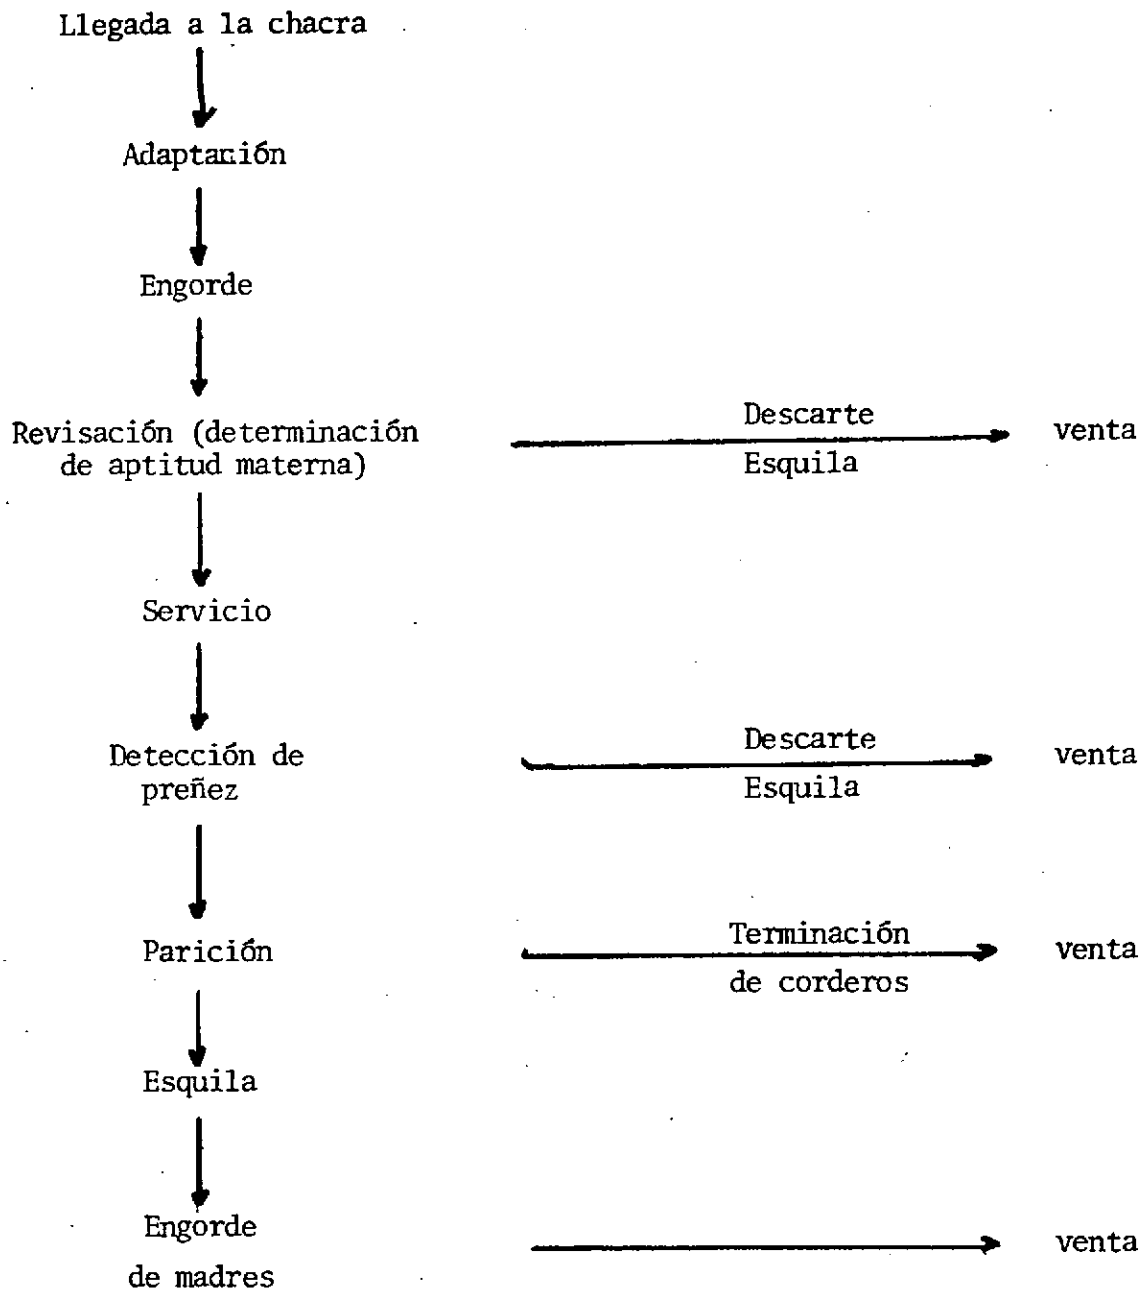 Llegada a la chacra
Adaptación
Engorde
Revisación (determinación
de aptitud materna)
Descarte
Esquila
venta
Servicio
Detección de
preñez
Descarte
Esquila
venta
Parición
Terminación
de corderos
venta
Esquila
Engorde
de madres
venta